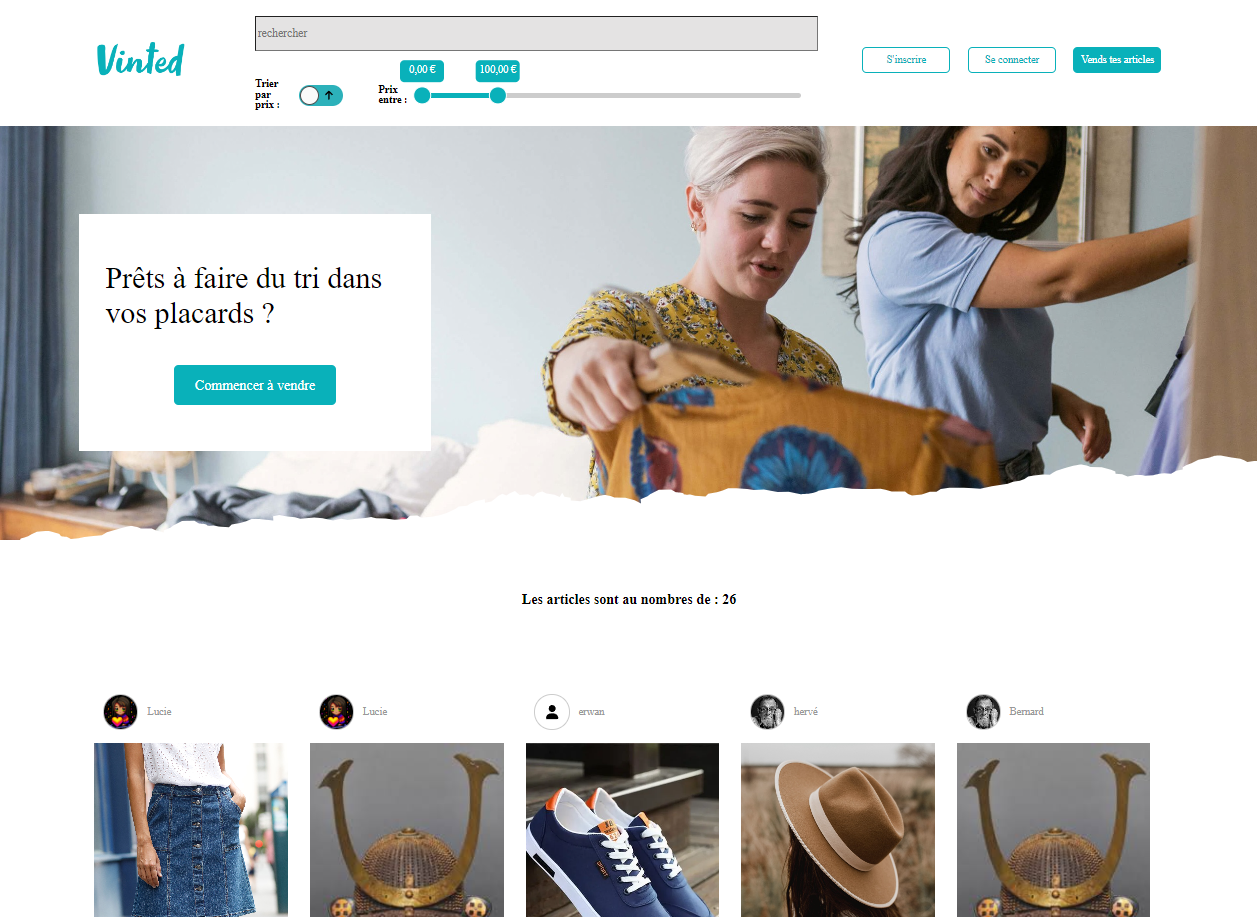 Vinted
rechercher
S'inscrire
Se connecter
Vends tes articles
Trier
par
prix :
Prix
entre :
0,00 €
100,00 €
Prêts à faire du tri dans
vos placards ?
Commencer à vendre
Les articles sont au nombres de : 26
Lucie
Lucie
erwan
hervé
Bernard